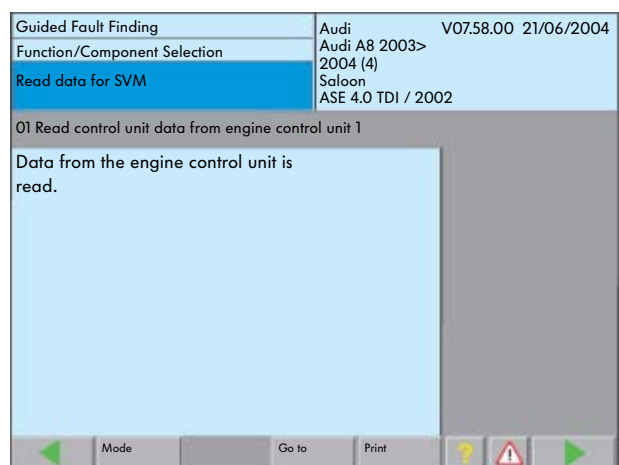 Guided Fault Finding
Function/Component Selection
Read data for SVM
Audi V07.58.00 21/06/2004
Audi A8 2003>
2004 (4)
Saloon
ASE 4.0 TDI / 2002
01 Read control unit data from engine control unit 1
Data from the engine control unit is
read.
Mode Go to Print ?